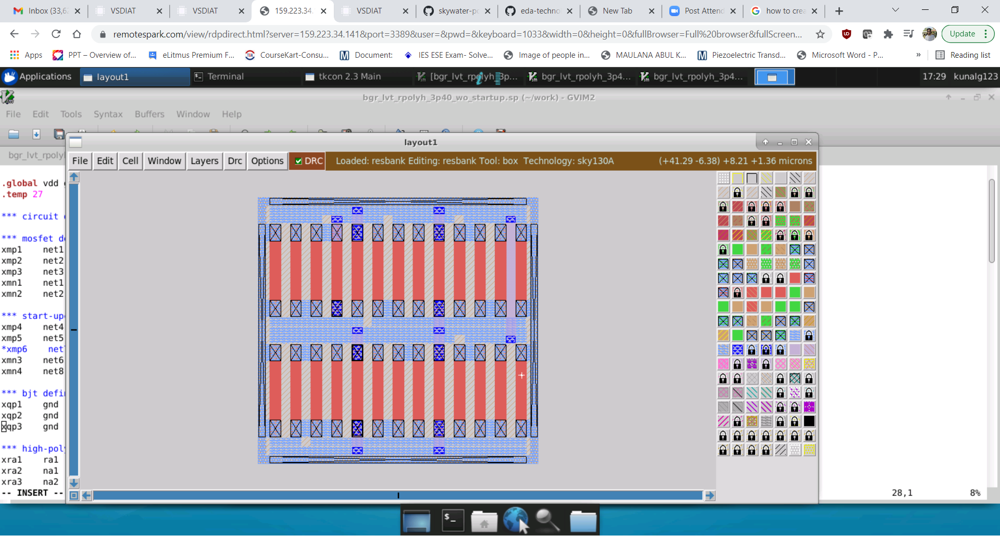 Inbox (33,62
VSDIAT
VSDIAT
159.223.34.
VSDIAT
skywater-p
eda-techno
New Tab
Post Attend
how to crea
remotespark.com/view/rdpdirect.html?server=159.223.34.141&port=3389&user=&pwd=&keyboard=1033&width=0&height=0&fullBrowser=Full%20browser&fullScreen...
Update
Apps
PPT – Overview of...
eLitmus Premium F...
CourseKart-Consu...
Document:
IES ESE Exam- Solve...
Image of people in...
MAULANA ABUL K...
Piezoelectric Transd...
Microsoft Word - P...
»
Reading list
Applications
layout1
Terminal
tkcon 2.3 Main
[bgr_lvt_rpolyh_3p...
bgr_lvt_rpolyh_3p4...
bgr_lvt_rpolyh_3p4...
17:29 kunalg123
bgr_lvt_rpolyh_3p40_wo_startup.sp (~/work) - GVIM2
File Edit Tools Syntax Buffers Window Help
bgr_lvt_rpolyl
layout1
File Edit Cell Window Layers Drc Options DRC Loaded: resbank Editing: resbank Tool: box Technology: sky130A (+41.29 -6.38) +8.21 +1.36 microns
.global vdd
.temp 27
*** circuit
*** mosfet de
xmp1 net1
xmp2 net2
xmp3 net3
xmn1 net1
xmn2 net2
*** start-up
xmp4 net4
xmp5 net5
*xmp6 net
xmn3 net6
xmn4 net8
*** bjt defin
xqp1 gnd
xqp2 gnd
xqp3 gnd
*** high-poly
xra1 ra1
xra2 na1
xra3 na2
-- INSERT --
28,1 8%